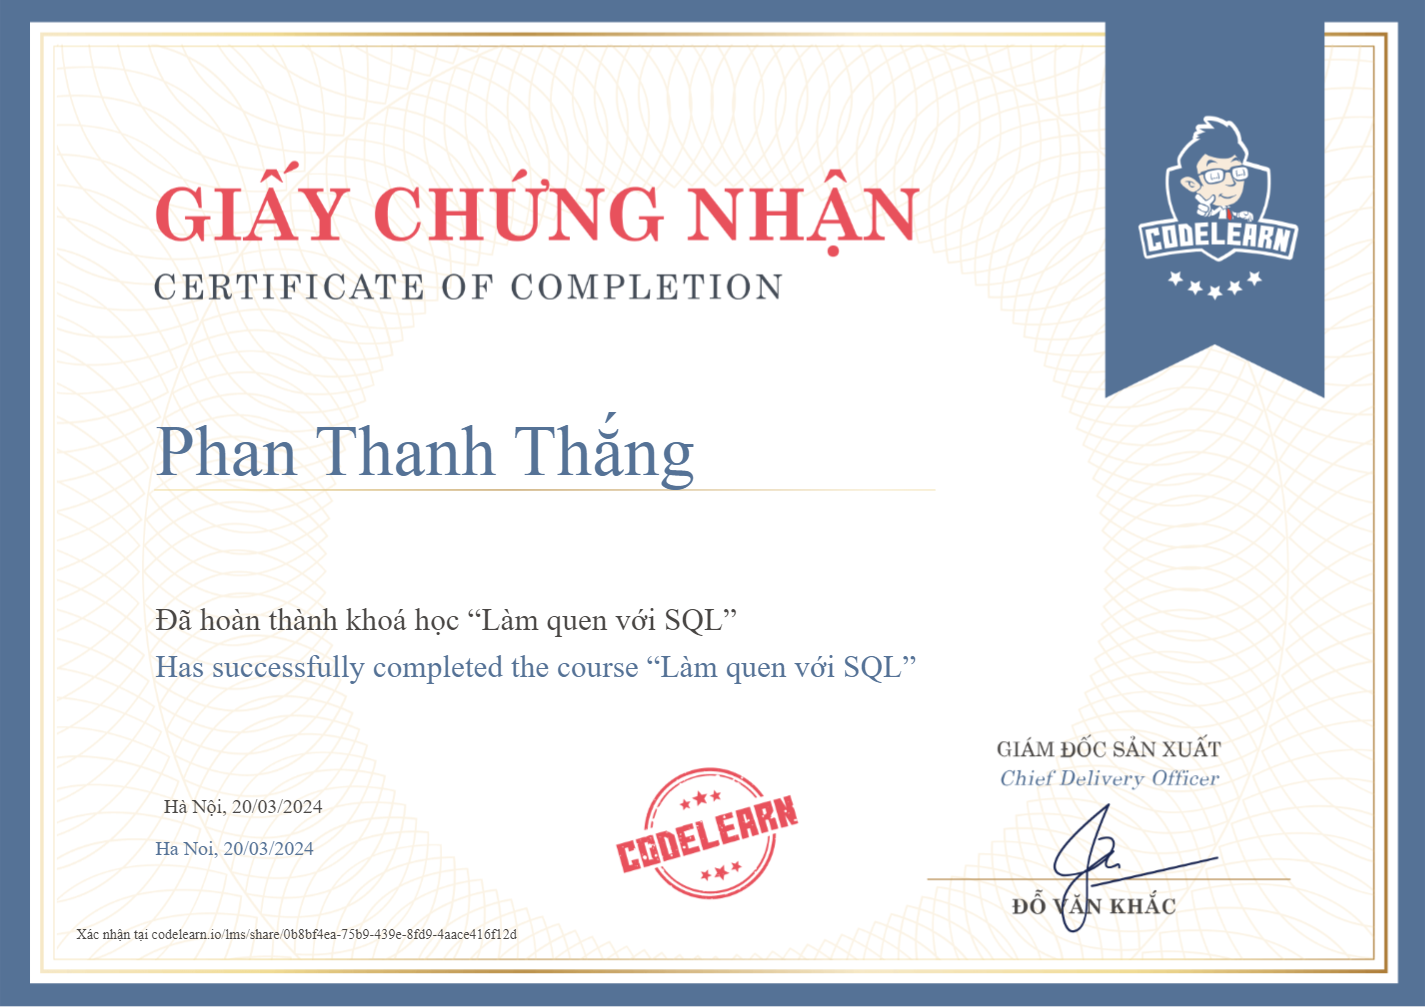 GIẤY CHỨNG NHẬN
CERTIFICATE OF COMPLETION
CODELEARN
Phan Thanh Thắng
Đã hoàn thành khoá học “Làm quen với SQL”
Has successfully completed the course “Làm quen với SQL”
GIÁM ĐỐC SẢN XUẤT
Chief Delivery Officer
Hà Nội, 20/03/2024
Ha Noi, 20/03/2024
CODELEARN
ĐỖ VĂN KHẮC
Xác nhận tại codelearn.io/lms/share/0b8bf4ea-75b9-439e-8fd9-4aace416f12d